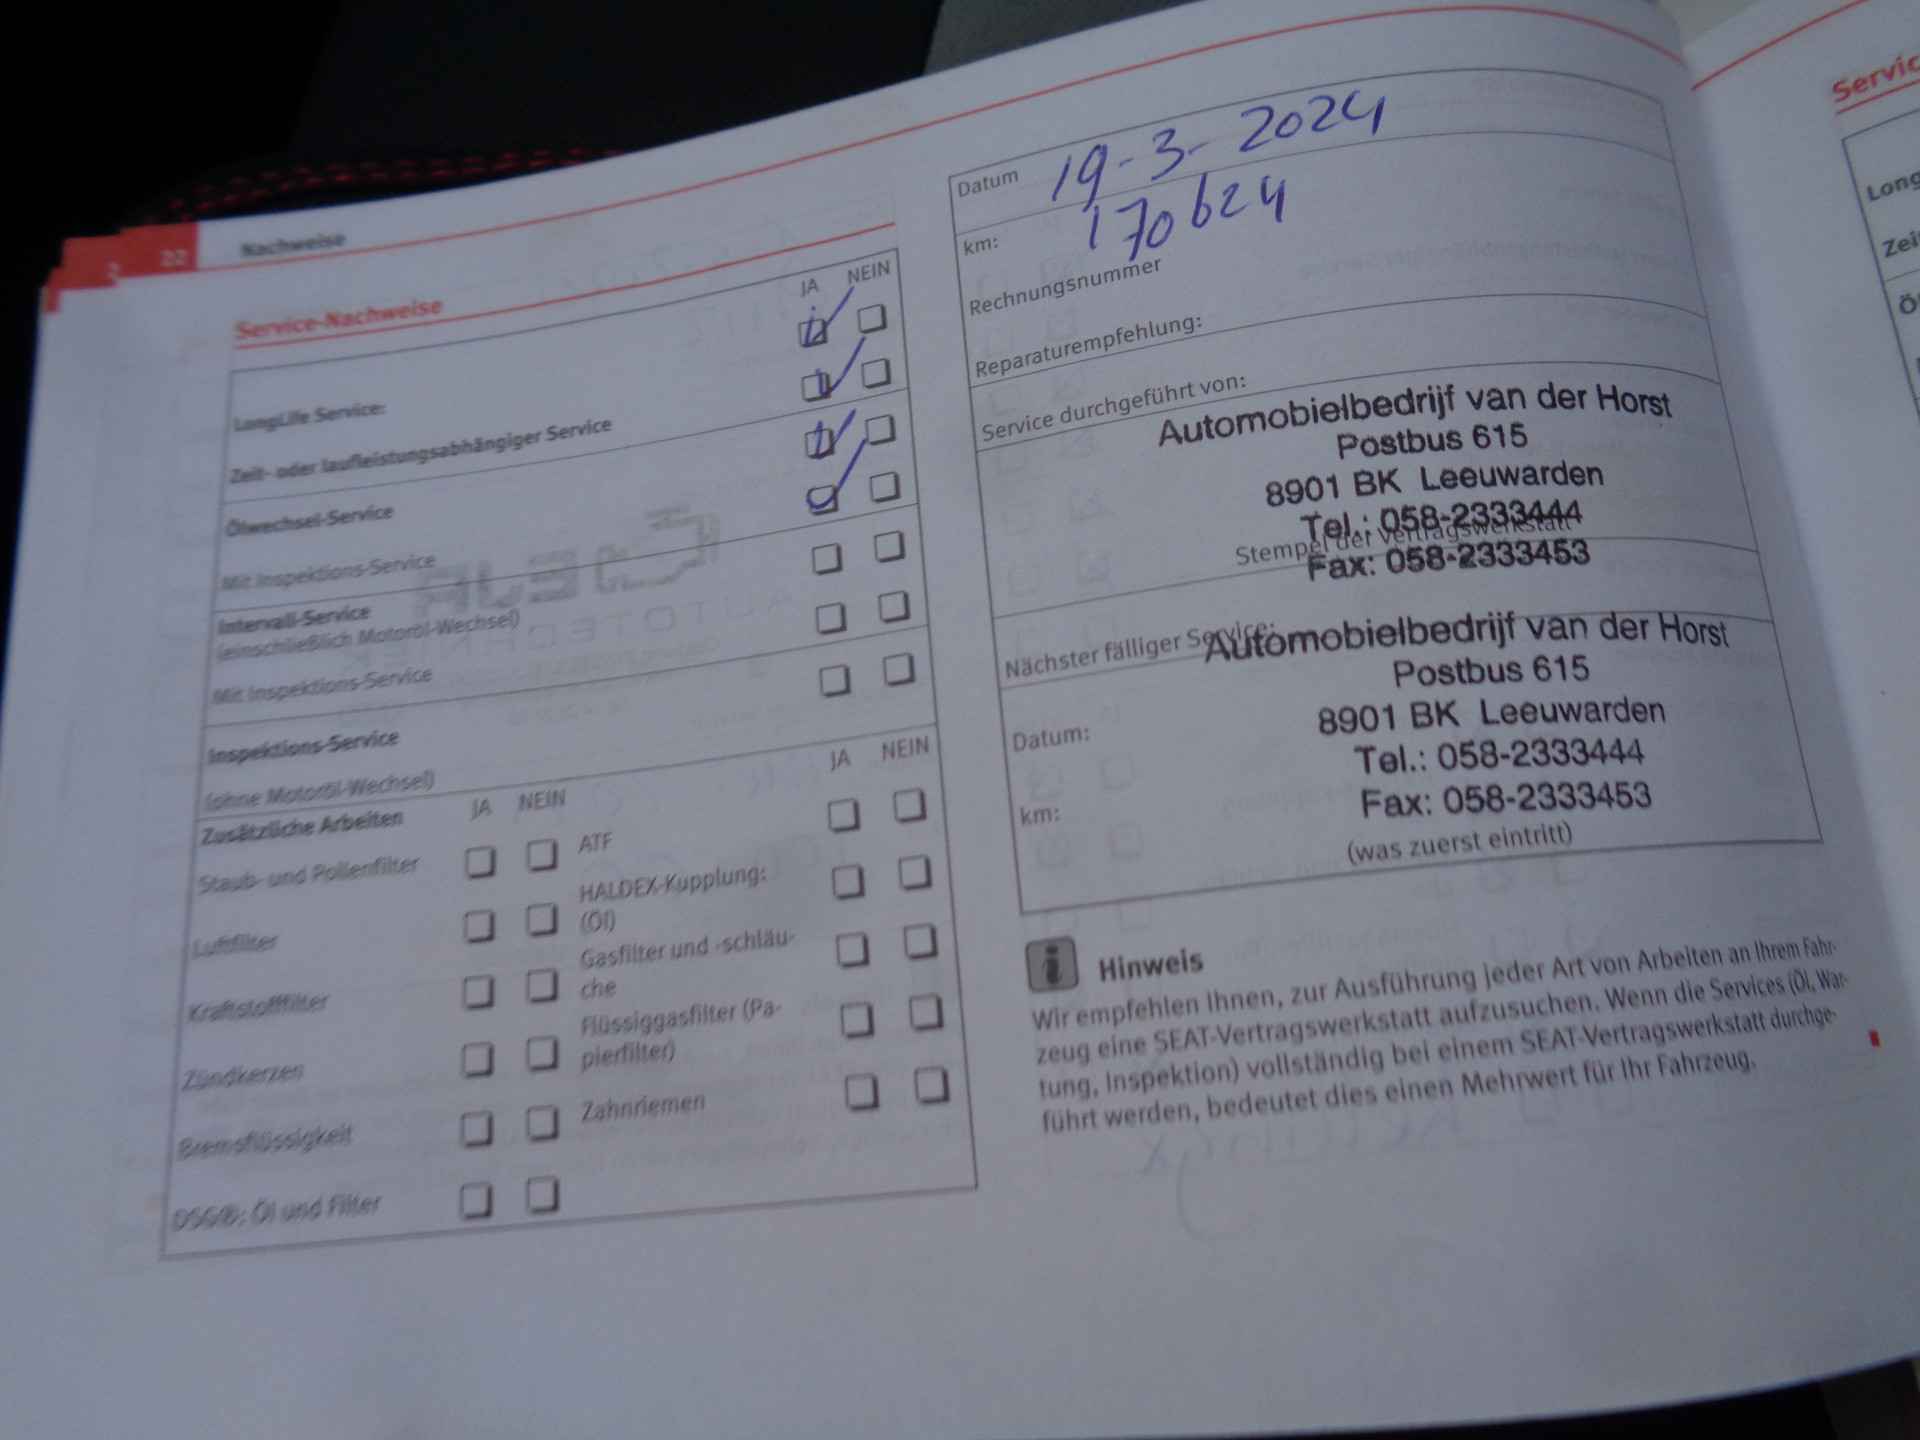 22 Nachweise
Service-Nachweise
JA NEIN
LongLife Service:
Zeit- oder laufleistungsabhängiger Service
Ölwechsel-Service
Mit Inspektions-Service
Intervall-Service
(einschließlich Motoröl-Wechsel)
Mit Inspektions-Service
Inspektions-Service
(ohne Motoröl-Wechsel)
Zusätzliche Arbeiten JA NEIN JA NEIN
Staub- und Pollenfilter
Luftfilter
Kraftstofffilter
Zündkerzen
Bremsflüssigkeit
DSG®: Öl und Filter
ATF
HALDEX-Kupplung:
(Öl)
Gasfilter und -schläu-
che
Flüssiggasfilter (Pa-
pierfilter)
Zahnriemen
Datum 19-3-2024
km: 170624
Rechnungsnummer
Reparaturempfehlung:
Service durchgeführt von:
Automobielbedrijf van der Horst
Postbus 615
8901 BK Leeuwarden
Tel.: 058-2333444
Stempel der Vertragswerkstatt
Fax: 058-2333453
Nächster fälliger Service:
Automobielbedrijf van der Horst
Postbus 615
8901 BK Leeuwarden
Datum:
Tel.: 058-2333444
km:
Fax: 058-2333453
(was zuerst eintritt)
Hinweis
Wir empfehlen Ihnen, zur Ausführung jeder Art von Arbeiten an Ihrem Fahr-
zeug eine SEAT-Vertragswerkstatt aufzusuchen. Wenn die Services (Öl, War-
tung, Inspektion) vollständig bei einem SEAT-Vertragswerkstatt durchge-
führt werden, bedeutet dies einen Mehrwert für Ihr Fahrzeug.
Servic
Long
Zei